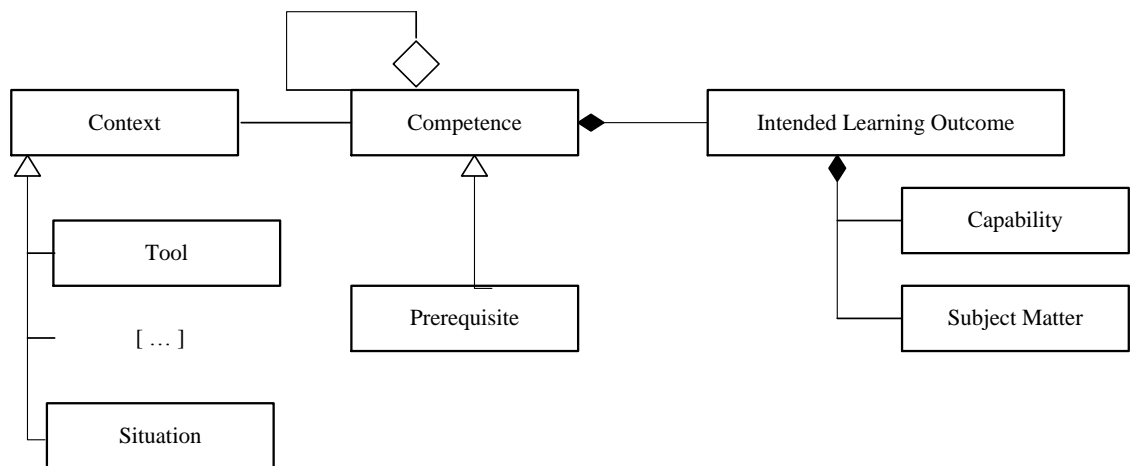 Context
Competence
Intended Learning Outcome
Tool
Capability
[ … ]
Prerequisite
Subject Matter
Situation